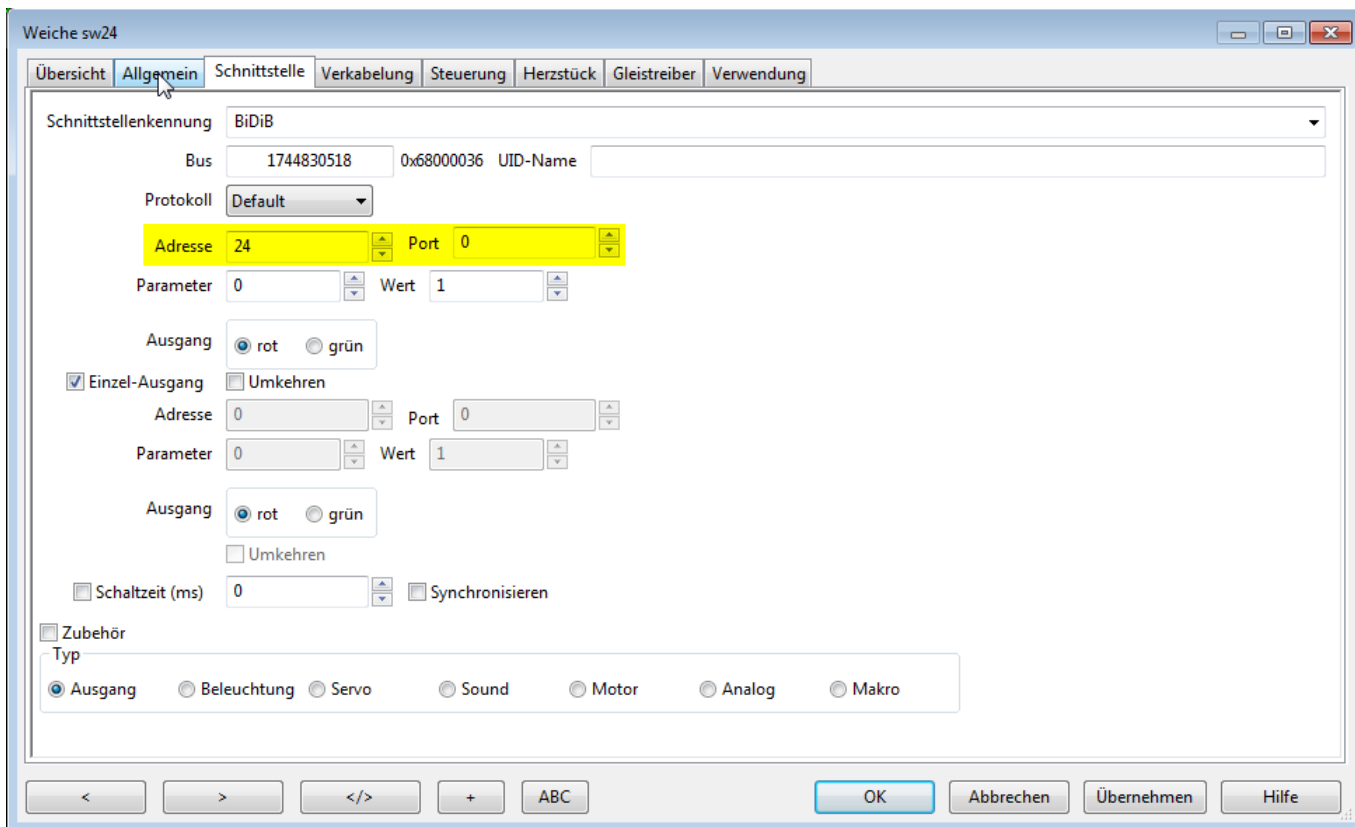 Weiche sw24
Übersicht Allgemein Schnittstelle Verkabelung Steuerung Herzstück Gleistreiber Verwendung
Schnittstellenkennung BiDiB
Bus 1744830518 0x68000036 UID-Name
Protokoll Default
Adresse 24 Port 0
Parameter 0 Wert 1
Ausgang rot grün
Einzel-Ausgang Umkehren
Adresse 0 Port 0
Parameter 0 Wert 1
Ausgang rot grün
Umkehren
Schaltzeit (ms) 0 Synchronisieren
Zubehör
Typ
Ausgang Beleuchtung Servo Sound Motor Analog Makro
< > </> + ABC OK Abbrechen Übernehmen Hilfe